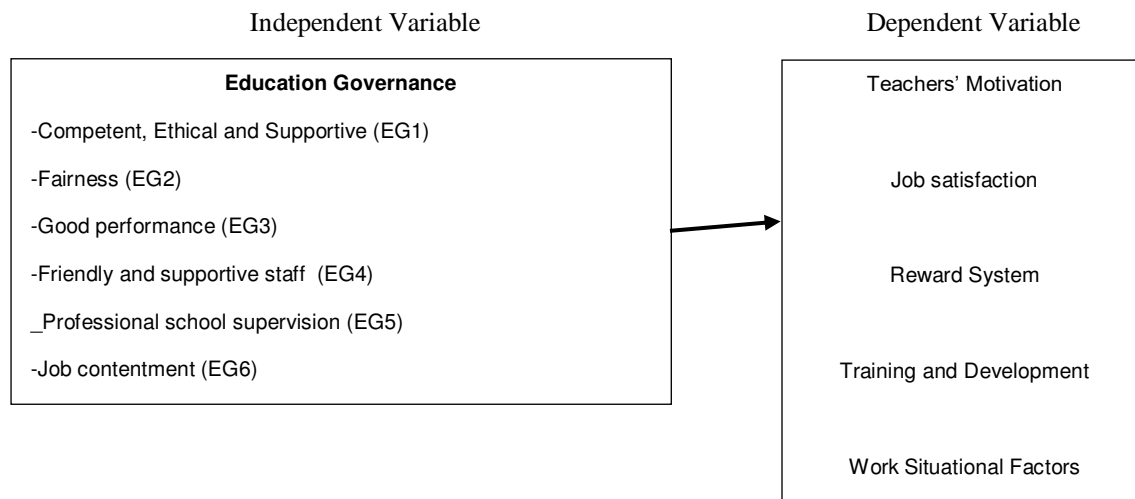 Independent Variable
Dependent Variable
Education Governance
-Competent, Ethical and Supportive (EG1)
-Fairness (EG2)
-Good performance (EG3)
-Friendly and supportive staff (EG4)
_Professional school supervision (EG5)
-Job contentment (EG6)
Teachers’ Motivation
Job satisfaction
Reward System
Training and Development
Work Situational Factors